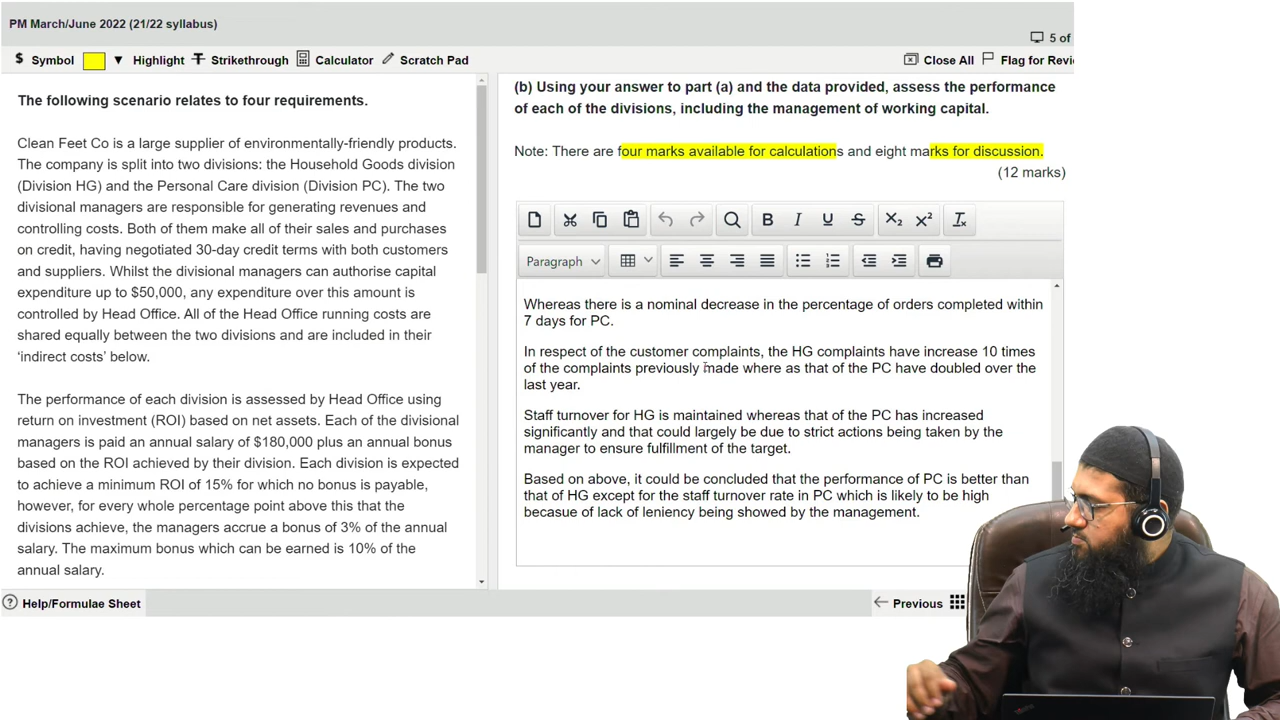 PM March/June 2022 (21/22 syllabus)
5 of
$ Symbol Highlight Strikethrough Calculator Scratch Pad Close All Flag for Revi
The following scenario relates to four requirements.
Clean Feet Co is a large supplier of environmentally-friendly products.
The company is split into two divisions: the Household Goods division
(Division HG) and the Personal Care division (Division PC). The two
divisional managers are responsible for generating revenues and
controlling costs. Both of them make all of their sales and purchases
on credit, having negotiated 30-day credit terms with both customers
and suppliers. Whilst the divisional managers can authorise capital
expenditure up to $50,000, any expenditure over this amount is
controlled by Head Office. All of the Head Office running costs are
shared equally between the two divisions and are included in their
'indirect costs' below.
The performance of each division is assessed by Head Office using
return on investment (ROI) based on net assets. Each of the divisional
managers is paid an annual salary of $180,000 plus an annual bonus
based on the ROI achieved by their division. Each division is expected
to achieve a minimum ROI of 15% for which no bonus is payable,
however, for every whole percentage point above this that the
divisions achieve, the managers accrue a bonus of 3% of the annual
salary. The maximum bonus which can be earned is 10% of the
annual salary.
(b) Using your answer to part (a) and the data provided, assess the performance
of each of the divisions, including the management of working capital.
Note: There are four marks available for calculations and eight marks for discussion.
(12 marks)
B I U S X₂ X² Tx
Paragraph
Whereas there is a nominal decrease in the percentage of orders completed within
7 days for PC.
In respect of the customer complaints, the HG complaints have increase 10 times
of the complaints previously made where as that of the PC have doubled over the
last year.
Staff turnover for HG is maintained whereas that of the PC has increased
significantly and that could largely be due to strict actions being taken by the
manager to ensure fulfillment of the target.
Based on above, it could be concluded that the performance of PC is better than
that of HG except for the staff turnover rate in PC which is likely to be high
becasue of lack of leniency being showed by the management.
Help/Formulae Sheet
Previous